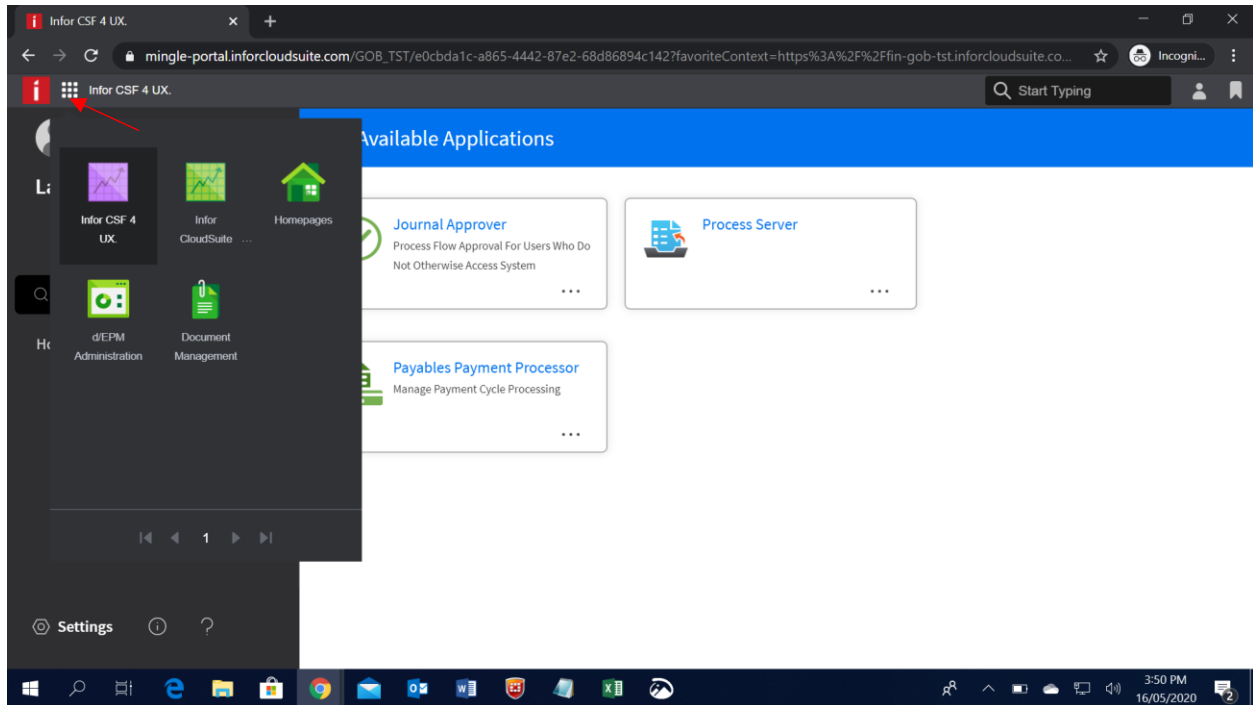 Infor CSF 4 UX.
mingle-portal.inforcloudsuite.com/GOB_TST/e0cbda1c-a865-4442-87e2-68d86894c142?favoriteContext=https%3A%2F%2Ffin-gob-tst.inforcloudsuite.co...
Incogni...
Infor CSF 4 UX.
Start Typing
Available Applications
Infor CSF 4
UX.
Infor
CloudSuite ...
Homepages
d/EPM
Administration
Document
Management
1
Journal Approver
Process Flow Approval For Users Who Do
Not Otherwise Access System
...
Process Server
...
Payables Payment Processor
Manage Payment Cycle Processing
...
Settings
3:50 PM
16/05/2020
2